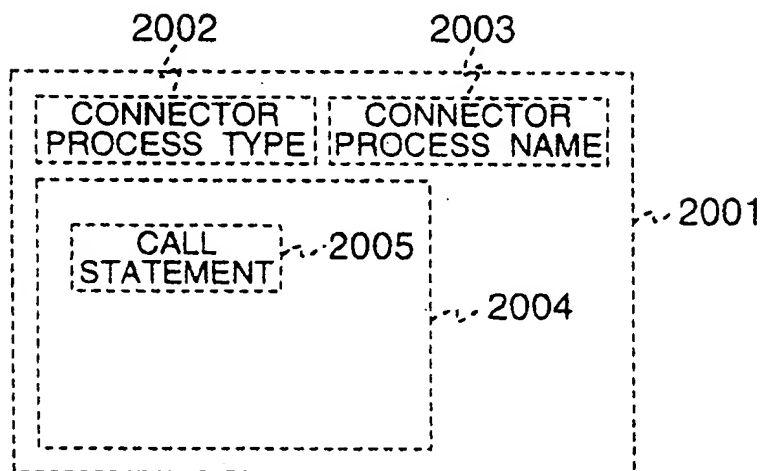 2002
2003
CONNECTOR
PROCESS TYPE
CONNECTOR
PROCESS NAME
2001
CALL
STATEMENT
2005
2004